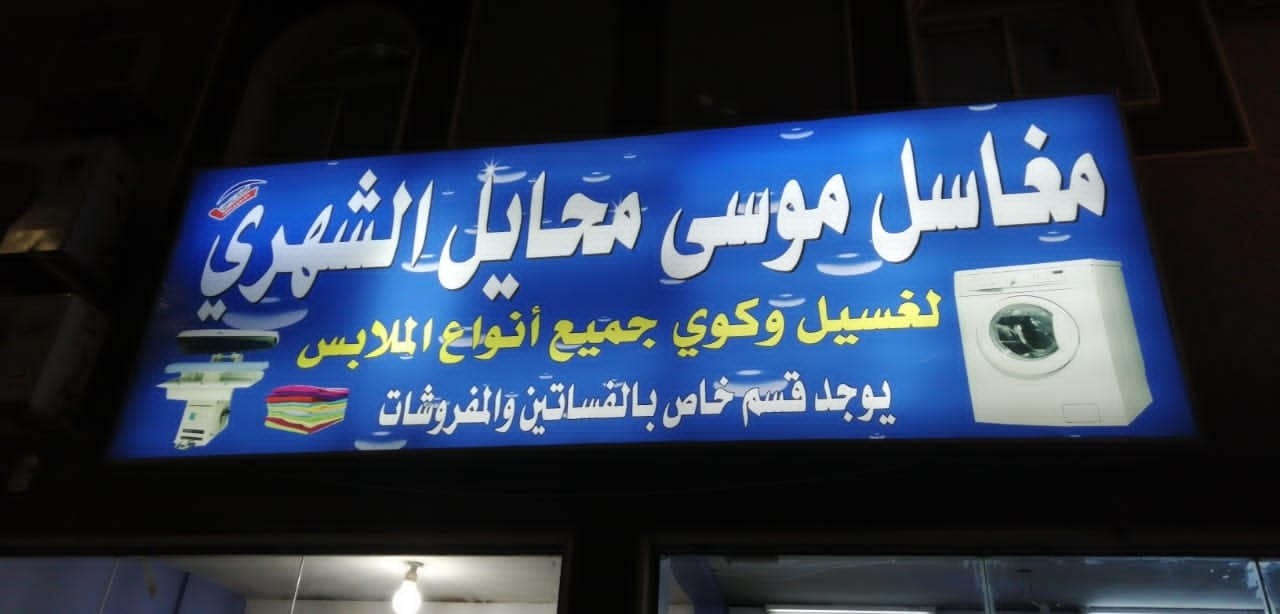 مغاسل موسى محايل الشهري
لغسيل وكوي جميع أنواع الملابس
يوجد قسم خاص بالفساتين والمفروشات